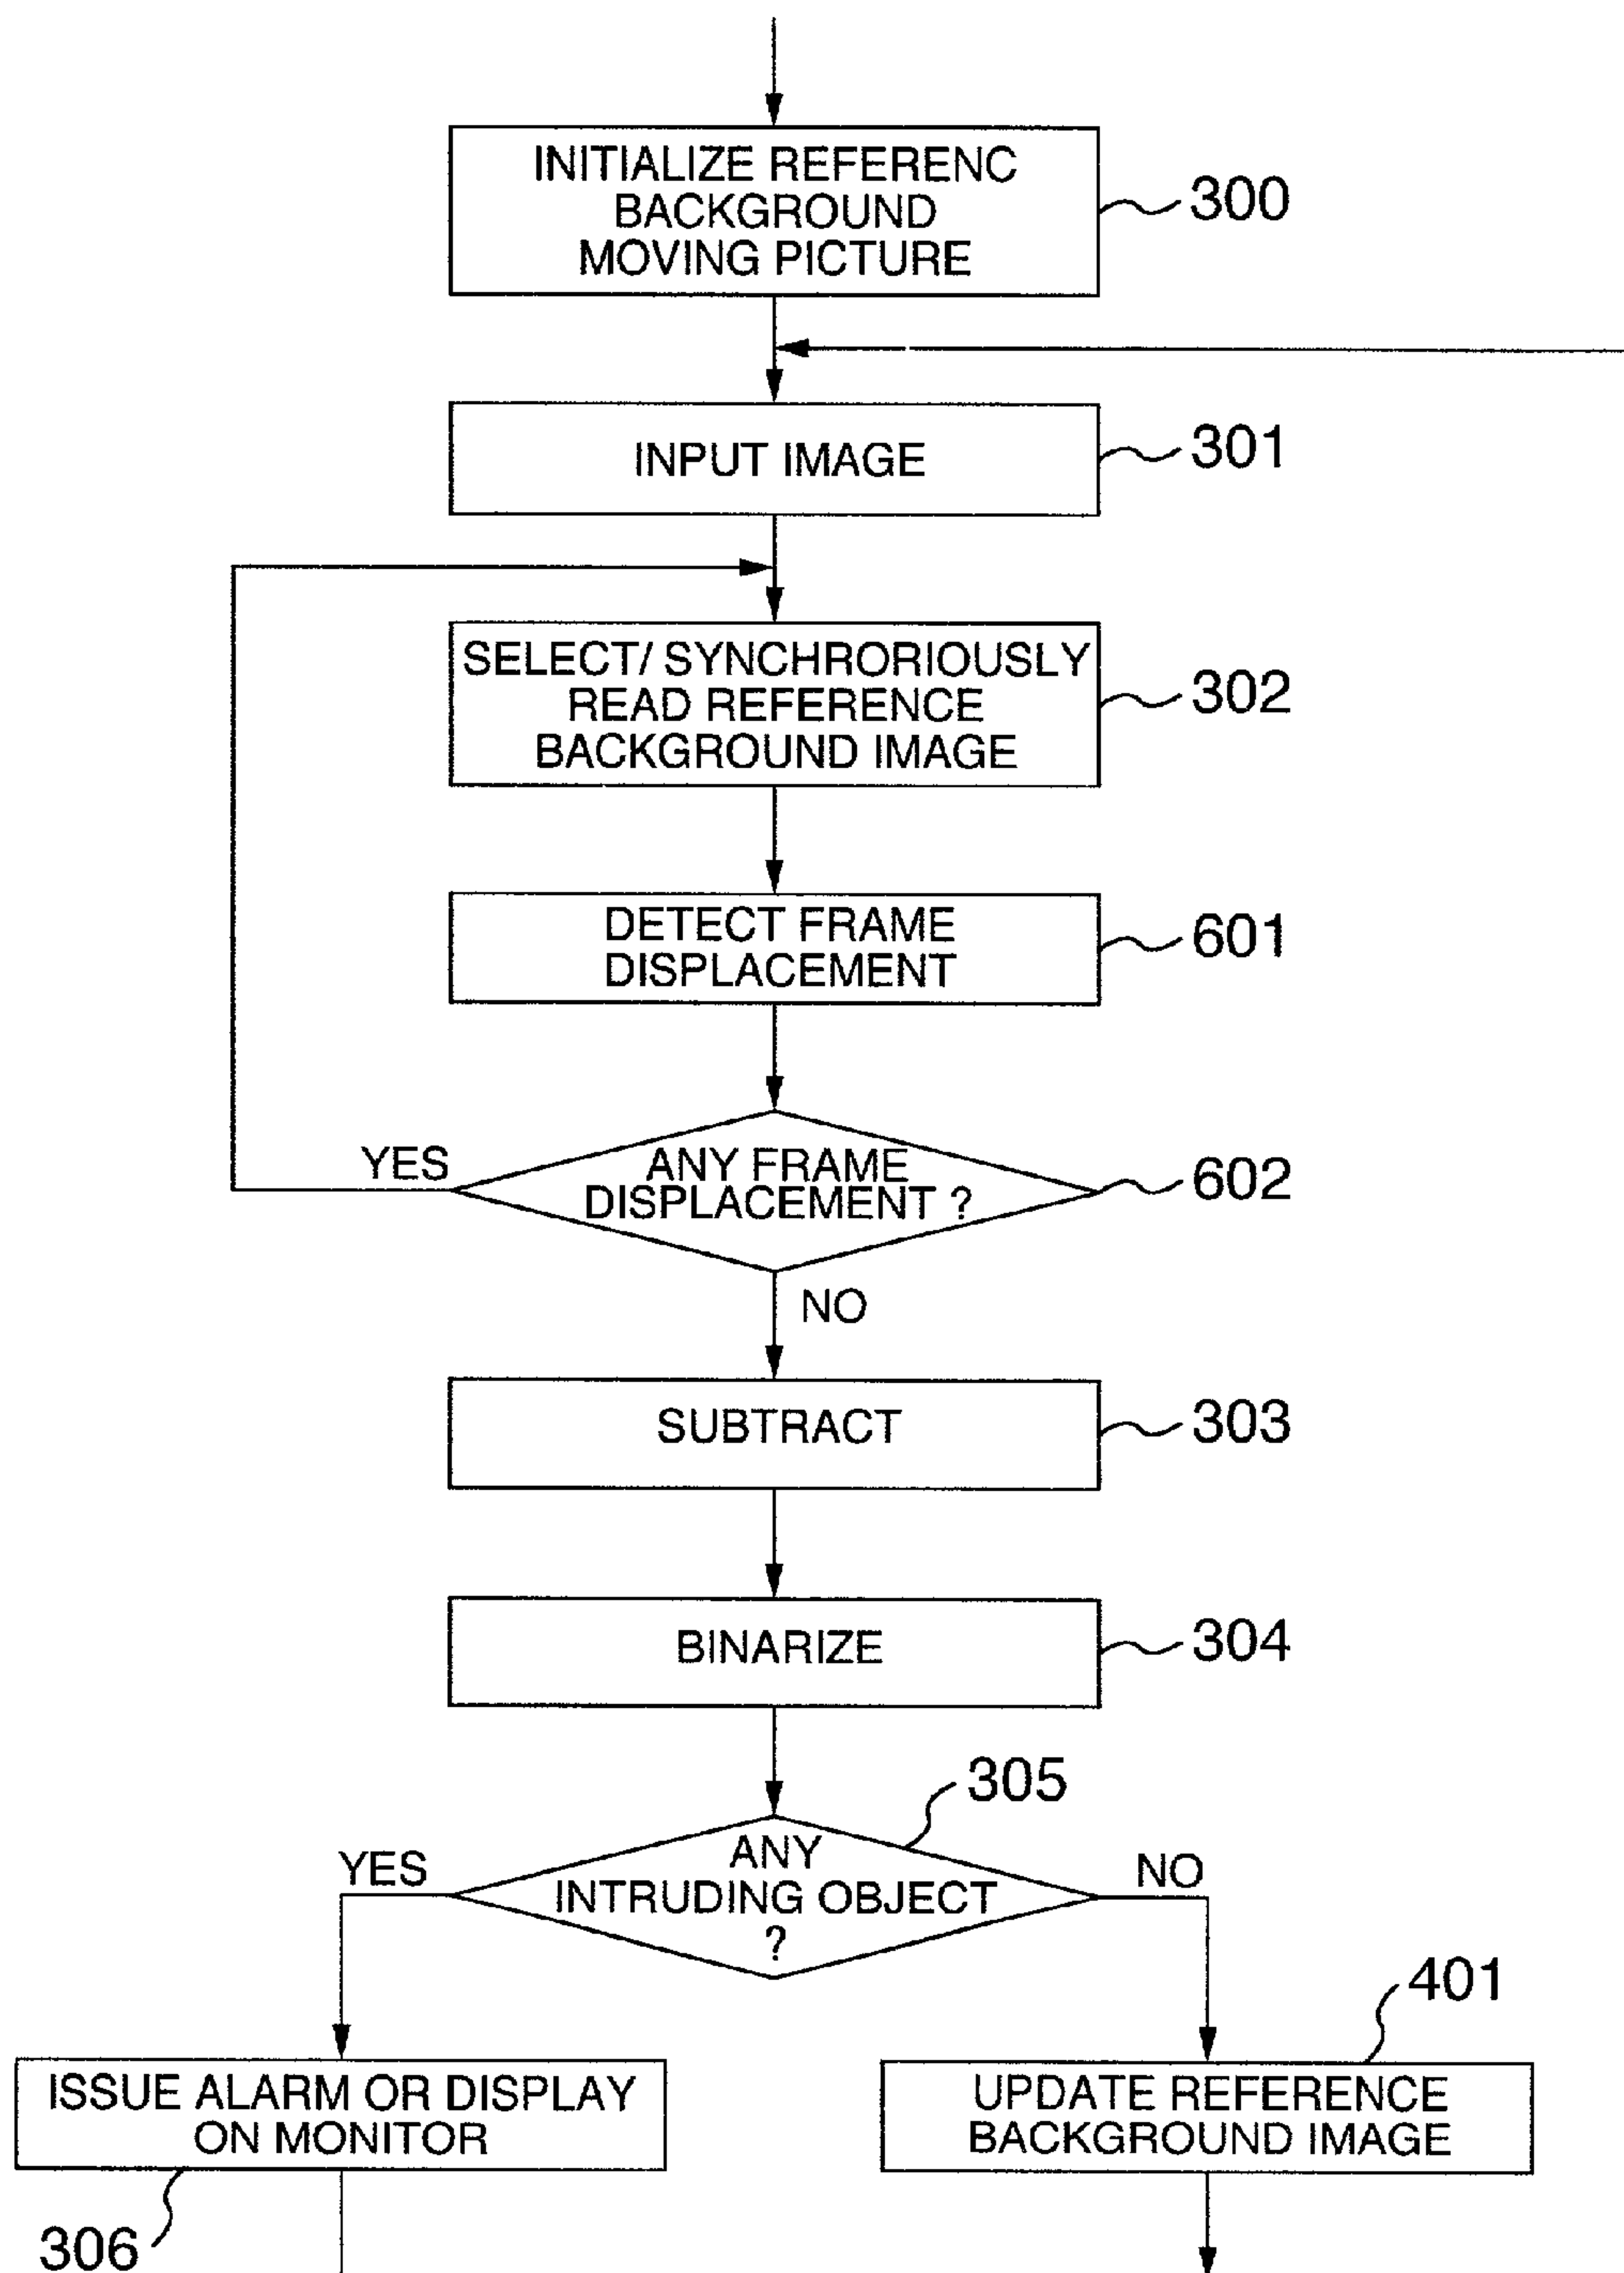 INITIALIZE REFERENC
BACKGROUND
MOVING PICTURE
300
INPUT IMAGE
301
SELECT/ SYNCHRORIOUSLY
READ REFERENCE
BACKGROUND IMAGE
302
DETECT FRAME
DISPLACEMENT
601
YES
ANY FRAME
DISPLACEMENT ?
602
NO
SUBTRACT
303
BINARIZE
304
305
YES
ANY
INTRUDING OBJECT
?
NO
401
ISSUE ALARM OR DISPLAY
ON MONITOR
UPDATE REFERENCE
BACKGROUND IMAGE
306